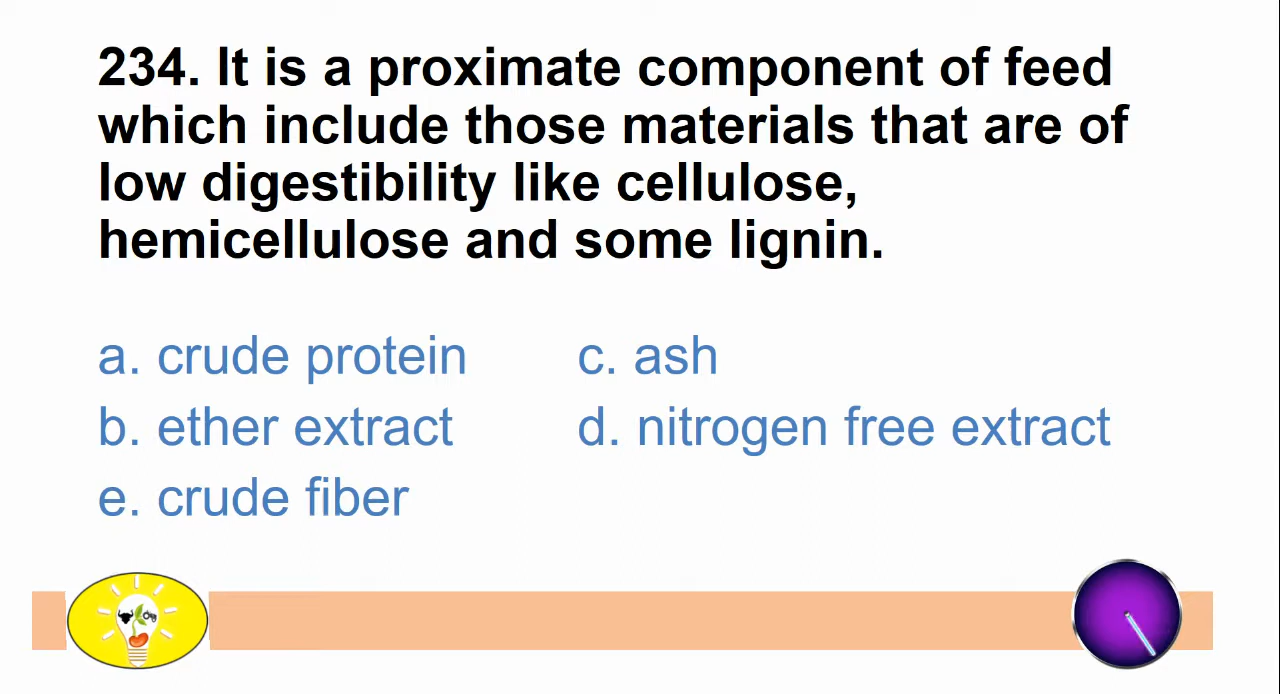 234. It is a proximate component of feed
which include those materials that are of
low digestibility like cellulose,
hemicellulose and some lignin.
a. crude protein
c. ash
b. ether extract
d. nitrogen free extract
e. crude fiber